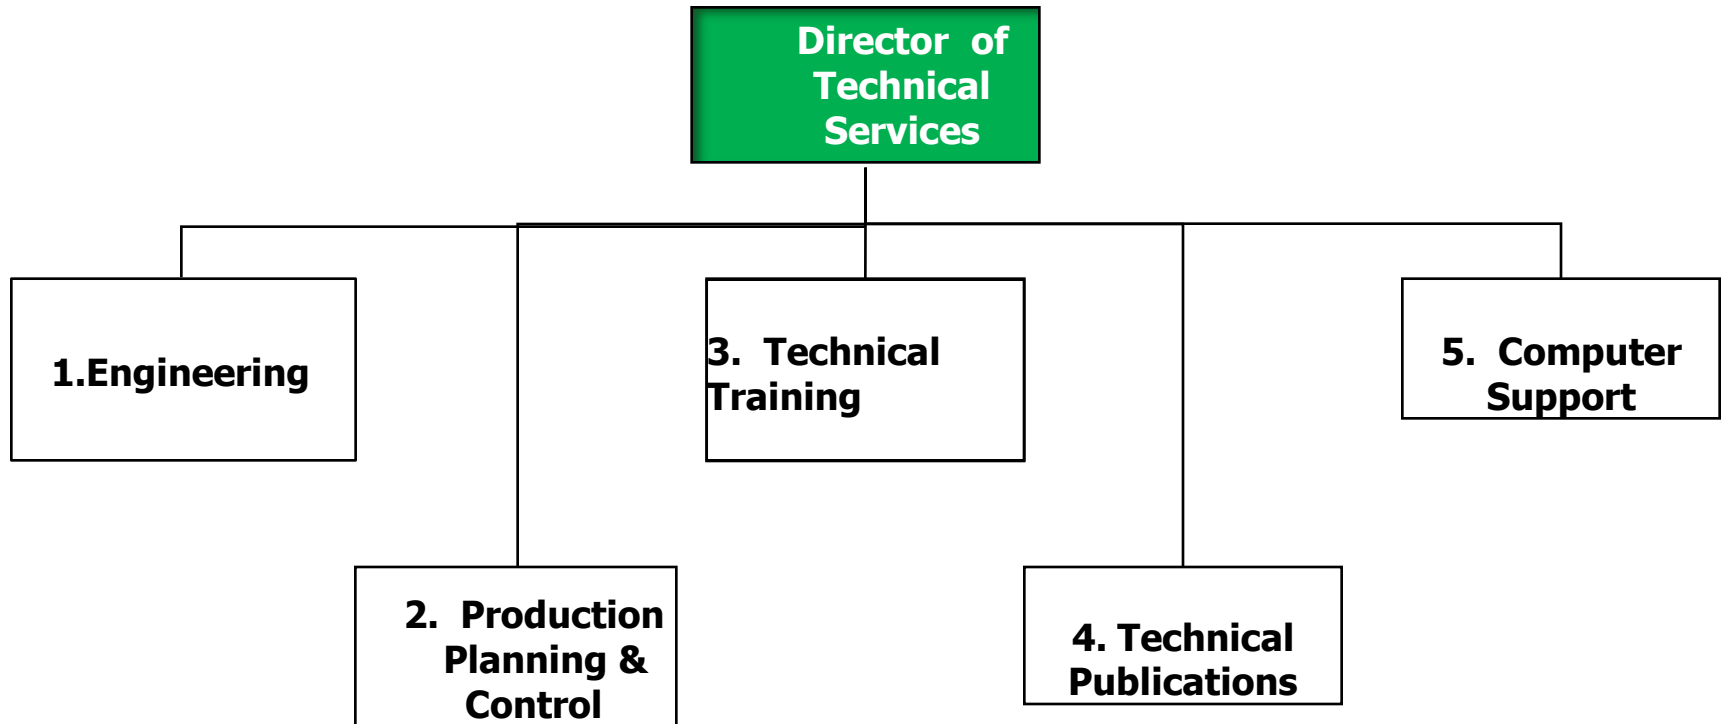 Director of
Technical
Services
1.Engineering
2. Production
Planning &
Control
3. Technical
Training
4. Technical
Publications
5. Computer
Support